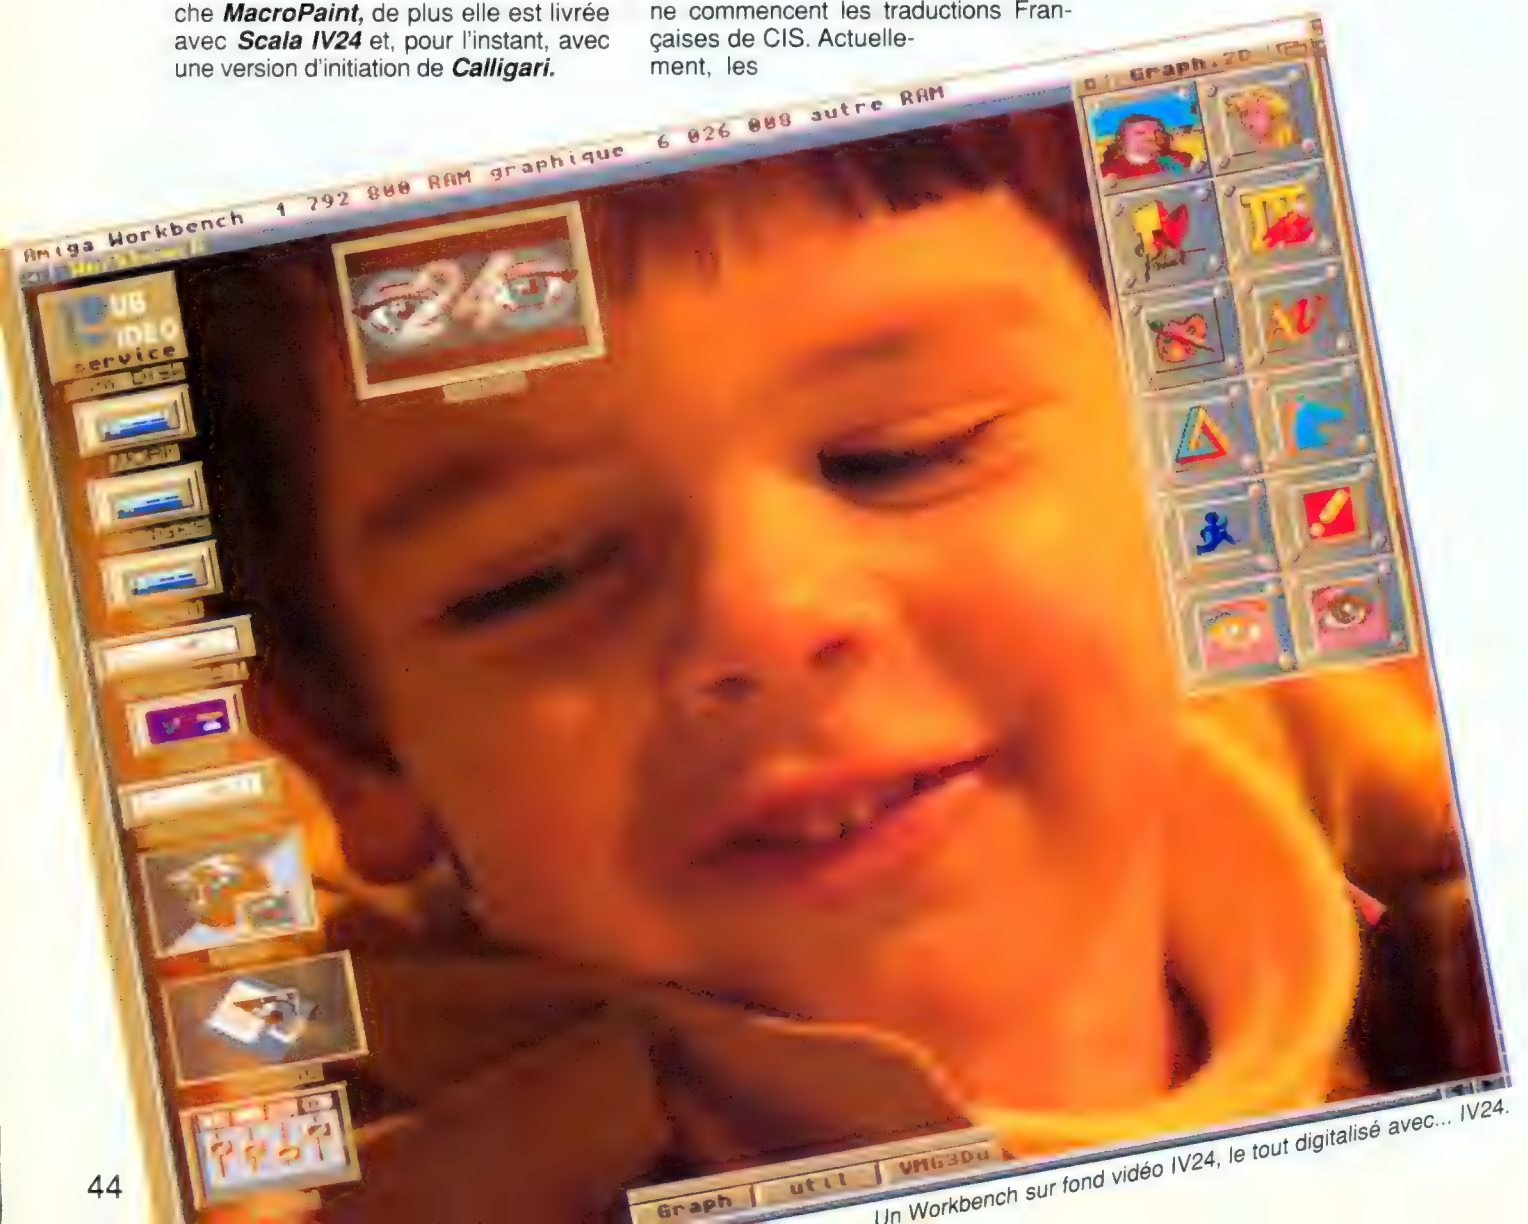 che MacroPaint, de plus elle est livrée
avec Scala IV24 et, pour l'instant, avec
une version d'initiation de Calligari.
ne commencent les traductions Fran-
çaises de CIS. Actuelle-
ment, les
Amiga Workbench 1 792 800 RAM graphique 6 026 008 autre RAM
Graph.2D
service
24
Graph
util
44
Un Workbench sur fond vidéo IV24, le tout digitalisé avec... IV24.